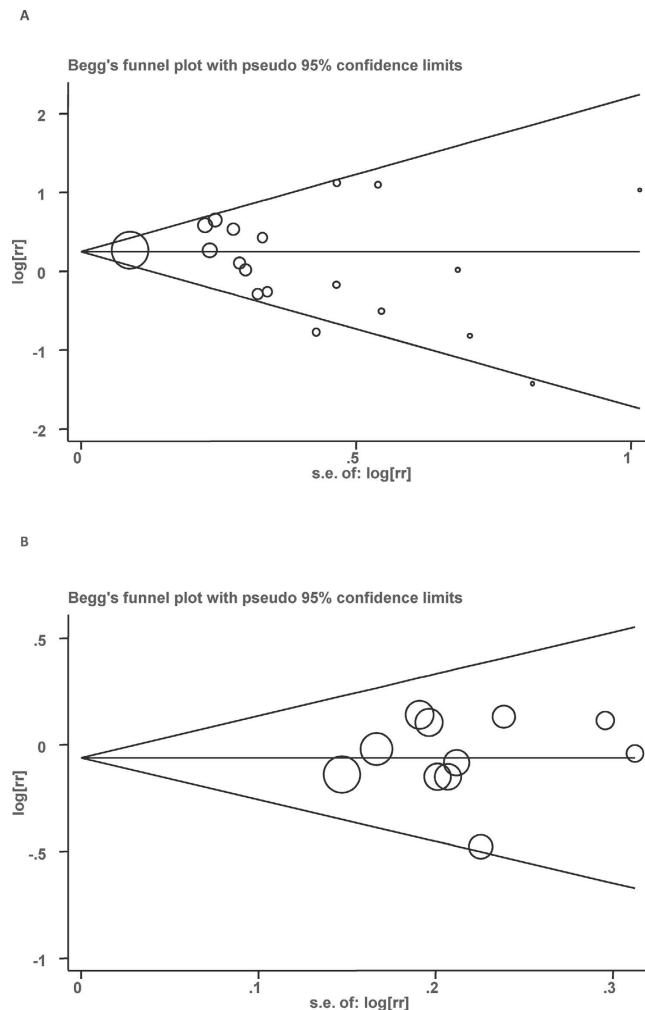 A
Begg's funnel plot with pseudo 95% confidence limits
2
1
0
-1
-2
log[rr]
0
.5
1
s.e. of: log[rr]
B
Begg's funnel plot with pseudo 95% confidence limits
.5
0
-.5
-1
log[rr]
0
.1
.2
.3
s.e. of: log[rr]